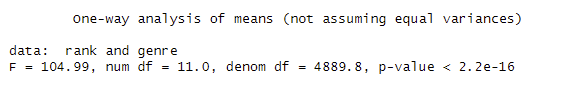 One-way analysis of means (not assuming equal variances)
data:  rank and genre
F = 104.99, num df = 11.0, denom df = 4889.8, p-value < 2.2e-16